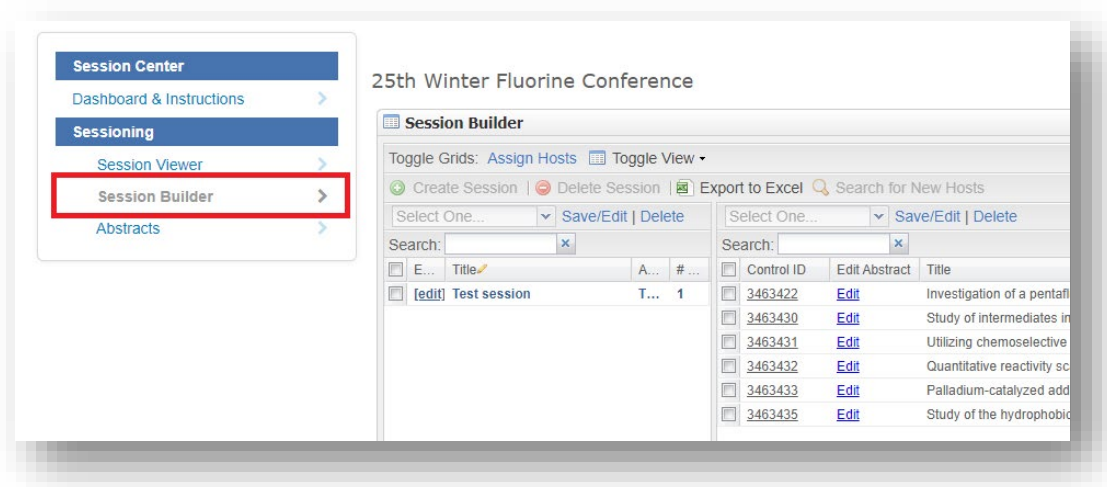 Session Center
Dashboard & Instructions
Sessioning
Session Viewer
Session Builder
Abstracts
25th Winter Fluorine Conference
Session Builder
Toggle Grids: Assign Hosts Toggle View
Create Session | Delete Session | Export to Excel Search for New Hosts
Select One... Save/Edit | Delete
Search:
E... Title A... # ...
[edit] Test session T... 1
Select One... Save/Edit | Delete
Search:
Control ID Edit Abstract Title
3463422 Edit Investigation of a pentafl
3463430 Edit Study of intermediates in
3463431 Edit Utilizing chemoselective
3463432 Edit Quantitative reactivity sc
3463433 Edit Palladium-catalyzed add
3463435 Edit Study of the hydrophobic